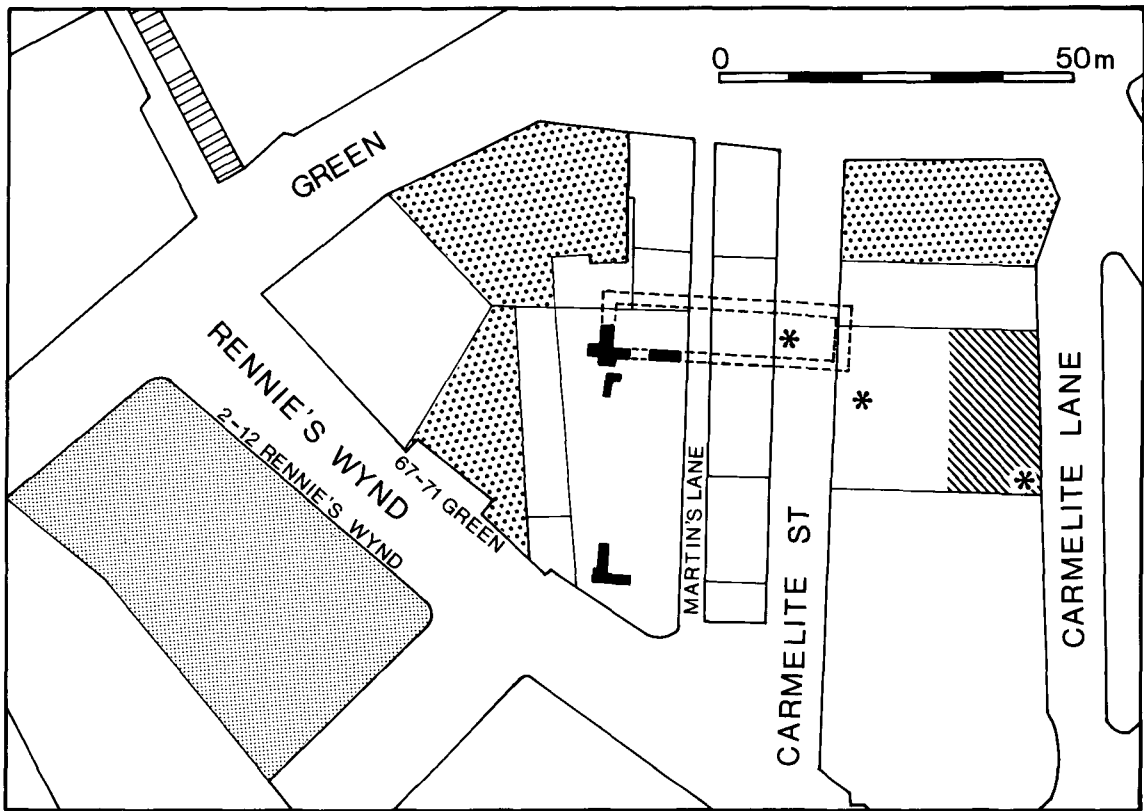 0 50m
GREEN
RENNIE'S WYND
2-12 RENNIE'S WYND
67-71 GREEN
MARTIN'S LANE
CARMELITE ST
CARMELITE LANE